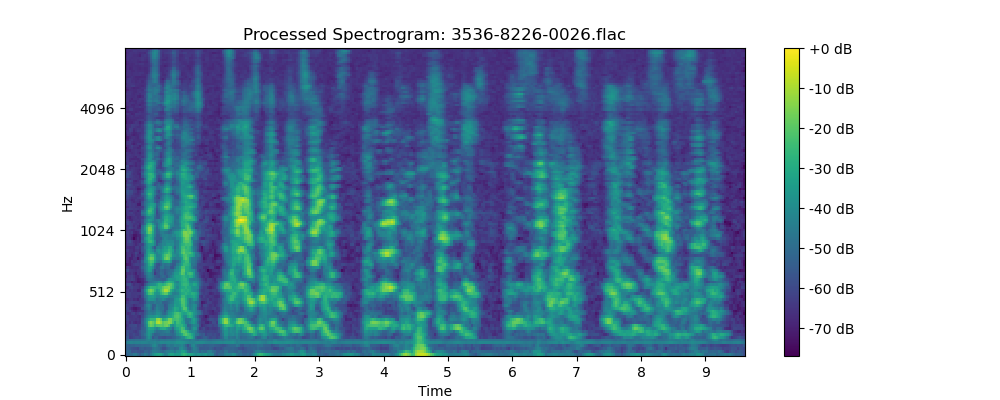 Processed Spectrogram: 3536-8226-0026.flac
+0 dB
4096
-10 dB
-20 dB
2048
-30 dB
Hz
1024
-40 dB
-50 dB
512
-60 dB
-70 dB
0
0 1 2 3 4 5 6 7 8 9
Time